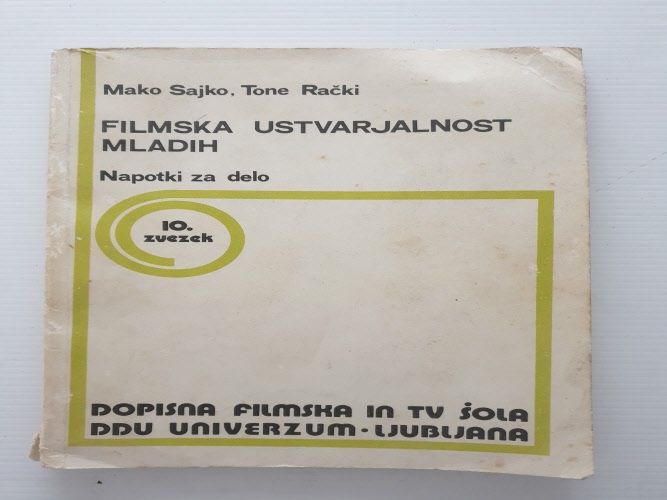 Mako Sajko, Tone Rački
FILMSKA USTVARJALNOST
MLADIH
Napotki za delo
10.
zvezek
DOPISNA FILMSKA IN TV ŠOLA
DDU UNIVERZUM · LJUBLJANA